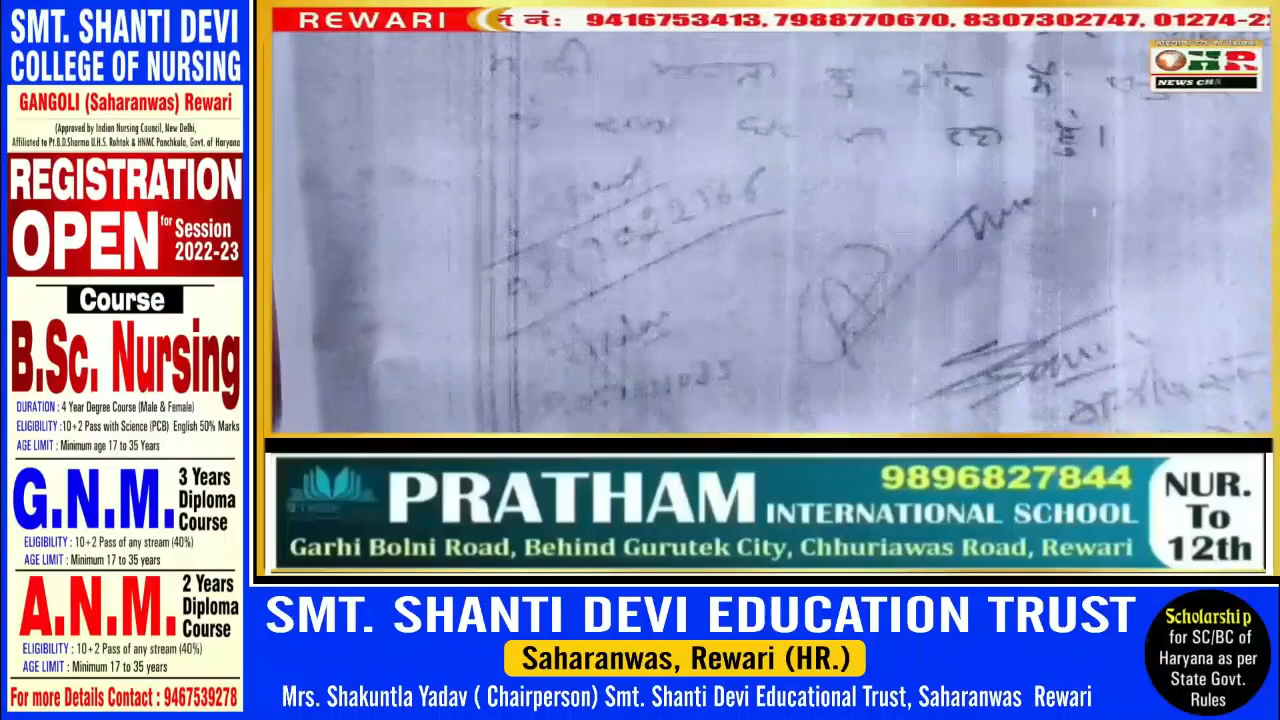 SMT. SHANTI DEVI
COLLEGE OF NURSING
GANGOLI (Saharanwas) Rewari
(Approved by Indian Nursing Council, New Delhi,
Affiliated to Pt.B.D.Sharma U.H.S. Rohtak & HNMC Panchkula, Govt. of Haryana
REGISTRATION
OPEN for Session
2022-23
Course
B.Sc. Nursing
DURATION : 4 Year Degree Course (Male & Female)
ELIGIBILITY :10+2 Pass with Science (PCB) English 50% Marks
AGE LIMIT : Minimum age 17 to 35 Years
G.N.M. 3 Years
Diploma
Course
ELIGIBILITY : 10+2 Pass of any stream (40%)
AGE LIMIT : Minimum 17 to 35 years
A.N.M. 2 Years
Diploma
Course
ELIGIBILITY : 10+2 Pass of any stream (40%)
AGE LIMIT : Minimum 17 to 35 years
For more Details Contact : 9467539278
REWARI
नं: 9416753413, 7988770670, 8307302747, 01274-2
OHR
NEWS CHA
PRATHAM
INTERNATIONAL SCHOOL
9896827844
Garhi Bolni Road, Behind Gurutek City, Chhuriawas Road, Rewari
NUR.
To
12th
SMT. SHANTI DEVI EDUCATION TRUST
Saharanwas, Rewari (HR.)
Mrs. Shakuntla Yadav ( Chairperson) Smt. Shanti Devi Educational Trust, Saharanwas Rewari
Scholarship
for SC/BC of
Haryana as per
State Govt.
Rules